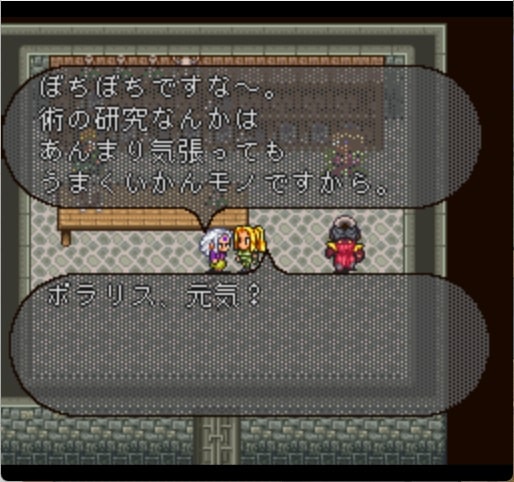 ぼちぼちですな～。
術の研究なんかは
あんまり気張っても
うまくいかんモノですから。
ポラリス、元気？